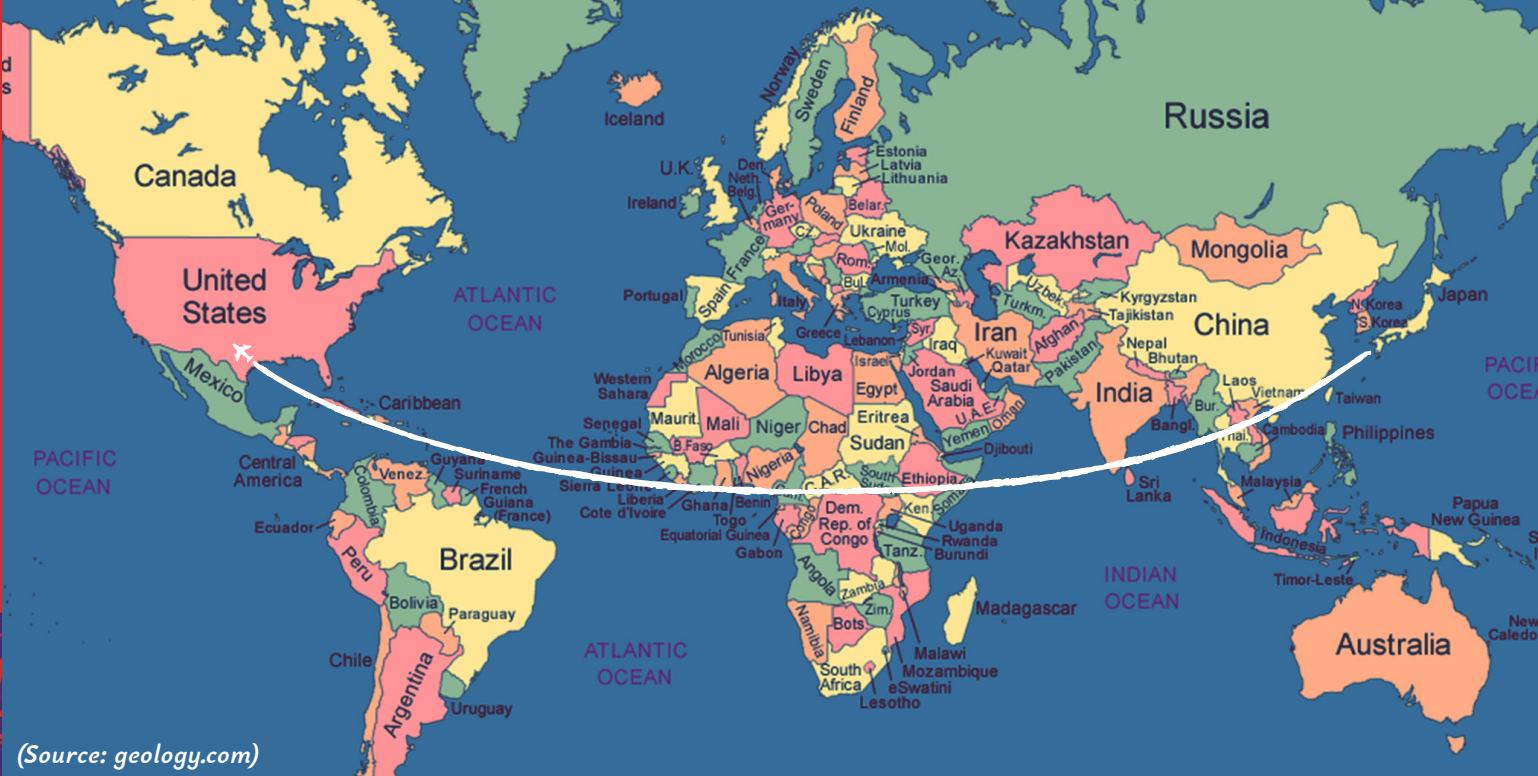 d
s
Canada
United
States
Mexico
Caribbean
Central
America
PACIFIC
OCEAN
ATLANTIC
OCEAN
Iceland
Norway
Sweden
Finland
Russia
Estonia
Latvia
Lithuania
U.K.
Ireland
Den.
Neth.
Belg.
Ger-
many
Poland
Belar.
Cz.
Ukraine
Mol.
France
Rom.
Bul.
Spain
Portugal
Italy
Greece
Geor.
Az.
Armenia
Turkey
Cyprus
Lebanon
Syr.
Iraq
Israel
Jordan
Kuwait
Qatar
Saudi
Arabia
U.A.E.
Oman
Yemen
Iran
Kazakhstan
Uzbek.
Turkm.
Kyrgyzstan
Tajikistan
Afghan.
Pakistan
Mongolia
China
N. Korea
S. Korea
Japan
Nepal
Bhutan
India
Bangl.
Bur.
Laos
Vietnam
Thai.
Cambodia
Taiwan
Philippines
Sri
Lanka
Malaysia
Indonesia
Timor-Leste
Papua
New Guinea
PACI
OCE
S
New
Caledo
Australia
INDIAN
OCEAN
Morocco
Tunisia
Algeria
Libya
Egypt
Western
Sahara
Maurit.
Mali
Niger
Chad
Sudan
Eritrea
Djibouti
Senegal
The Gambia
Guinea-Bissau
Guinea
Sierra Leone
Liberia
Cote d'Ivoire
B.Faso
Ghana
Togo
Benin
Nigeria
Equatorial Guinea
Gabon
Congo
C.A.R.
South
Ethiopia
Ken.
Uganda
Rwanda
Burundi
Dem.
Rep. of
Congo
Tanz.
Angola
Zambia
Zim.
Namibia
Bots.
South
Africa
Malawi
Mozambique
eSwatini
Lesotho
Madagascar
ATLANTIC
OCEAN
Venez.
Guyana
Suriname
French
Guiana
(France)
Colombia
Ecuador
Peru
Brazil
Bolivia
Paraguay
Chile
Argentina
Uruguay
(Source: geology.com)